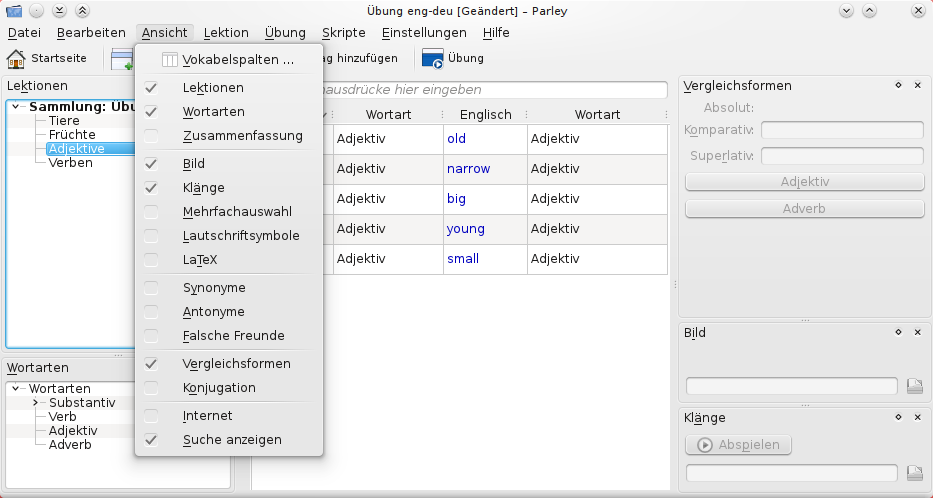 Übung eng-deu [Geändert] – Parley
Datei Bearbeiten Ansicht Lektion Übung Skripte Einstellungen Hilfe
Startseite
hinzufügen
Übung
Vokabelspalten ...
Lektionen
Wortarten
Zusammenfassung
Bild
Klänge
Mehrfachauswahl
Lautschriftsymbole
LaTeX
Synonyme
Antonyme
Falsche Freunde
Vergleichsformen
Konjugation
Internet
Suche anzeigen
Lektionen
Sammlung:
Tiere
Früchte
Adjektive
Verben
Wortarten
Wortarten
Substantiv
Verb
Adjektiv
Adverb
hier eingeben
Wortart Englisch Wortart
Adjektiv old Adjektiv
Adjektiv narrow Adjektiv
Adjektiv big Adjektiv
Adjektiv young Adjektiv
Adjektiv small Adjektiv
Vergleichsformen
Absolut:
Komparativ:
Superlativ:
Adjektiv
Adverb
Bild
Klänge
Abspielen